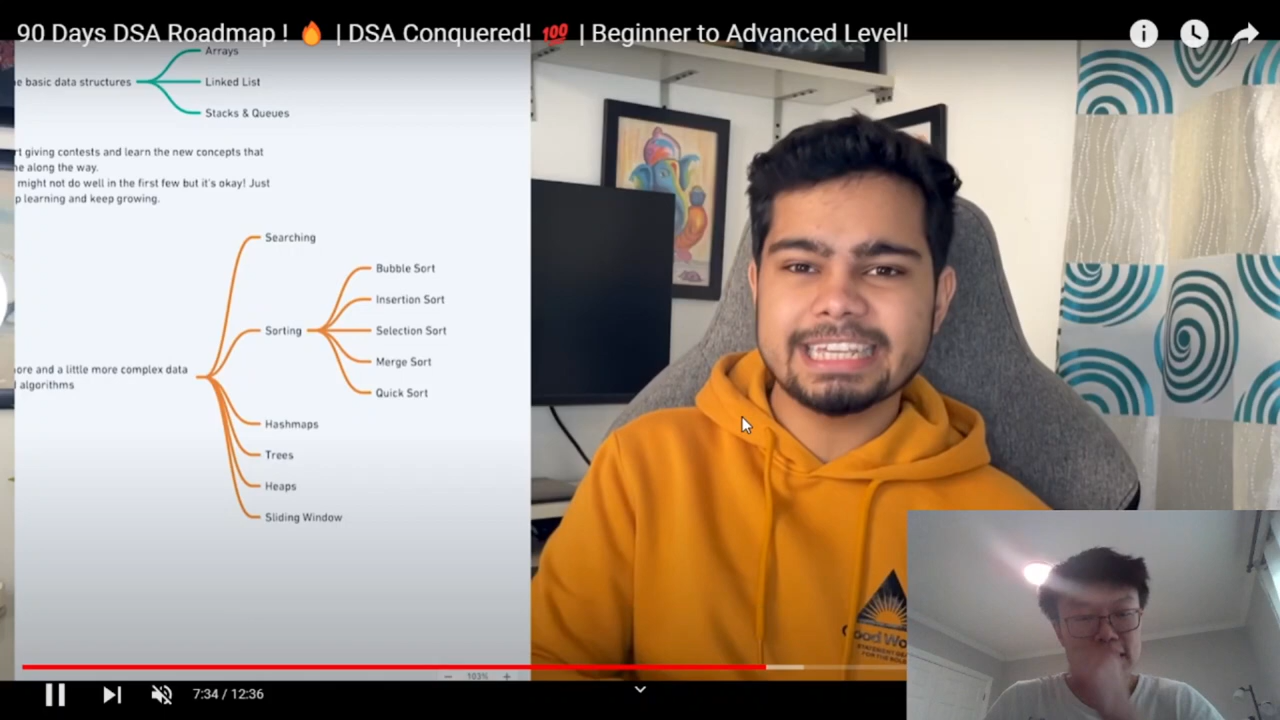 90 Days DSA Roadmap ! 🔥 | DSA Conquered! 💯 | Beginner to Advanced Level!
Arrays
basic data structures
Linked List
Stacks & Queues
giving contests and learn the new concepts that
along the way.
might not do well in the first few but it's okay! Just
learning and keep growing.
Searching
Bubble Sort
Insertion Sort
Sorting
Selection Sort
Merge Sort
Quick Sort
and a little more complex data
algorithms
Hashmaps
Trees
Heaps
Sliding Window
103%
7:34 / 12:36